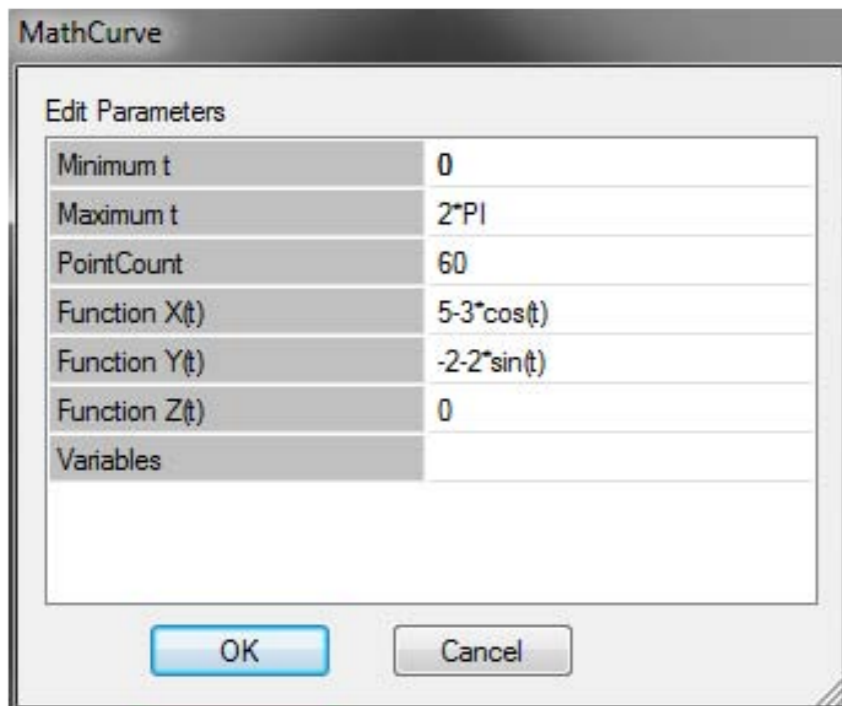 MathCurve
Edit Parameters
Minimum t 0
Maximum t 2*PI
PointCount 60
Function X(t) 5-3*cos(t)
Function Y(t) -2-2*sin(t)
Function Z(t) 0
Variables
OK Cancel